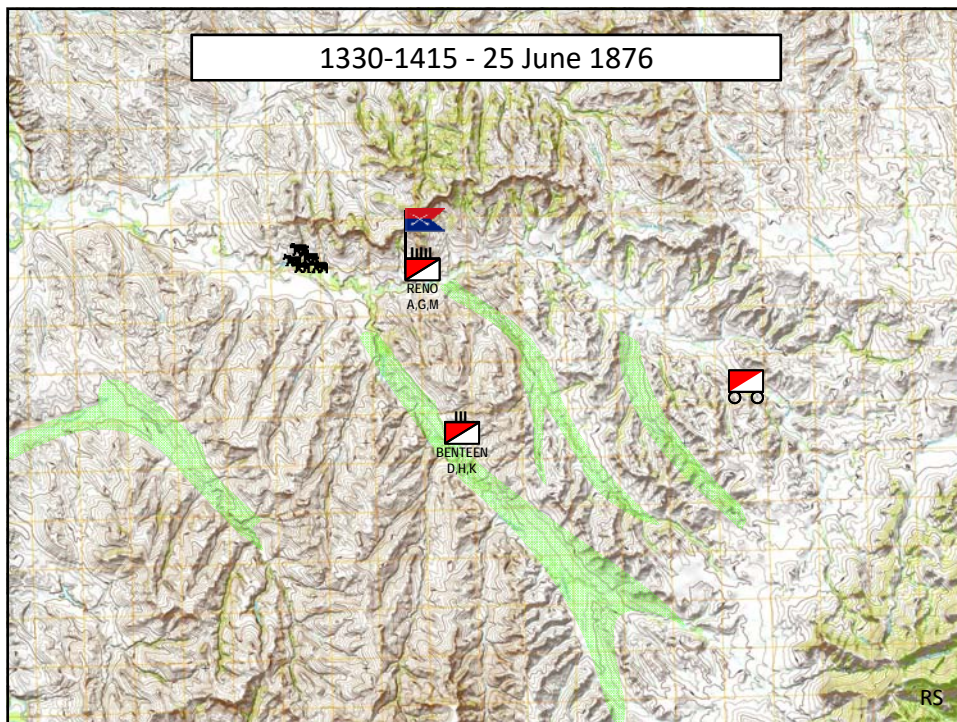 1330-1415 - 25 June 1876
RENO
A,G,M
BENTEEN
D,H,K
RS